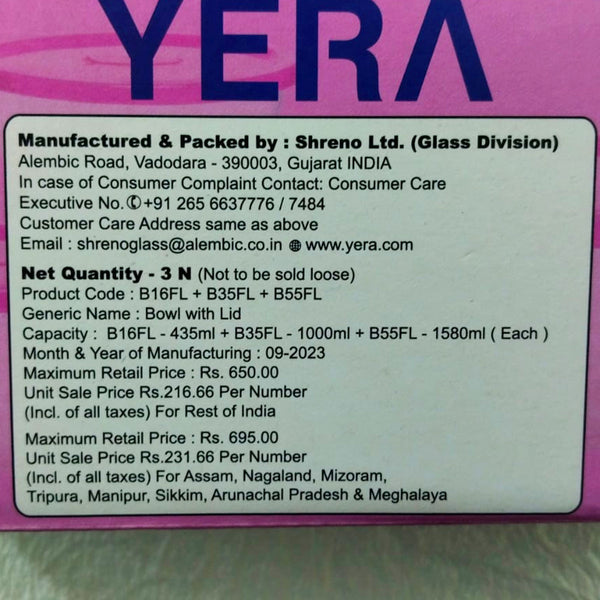 YERA
Manufactured & Packed by : Shreno Ltd. (Glass Division)
Alembic Road, Vadodara - 390003, Gujarat INDIA
In case of Consumer Complaint Contact: Consumer Care
Executive No.✆+91 265 6637776 / 7484
Customer Care Address same as above
Email : shrenoglass@alembic.co.in 🌐 www.yera.com
Net Quantity - 3 N (Not to be sold loose)
Product Code : B16FL + B35FL + B55FL
Generic Name : Bowl with Lid
Capacity : B16FL - 435ml + B35FL - 1000ml + B55FL - 1580ml ( Each )
Month & Year of Manufacturing : 09-2023
Maximum Retail Price : Rs. 650.00
Unit Sale Price Rs.216.66 Per Number
(Incl. of all taxes) For Rest of India
Maximum Retail Price : Rs. 695.00
Unit Sale Price Rs.231.66 Per Number
(Incl. of all taxes) For Assam, Nagaland, Mizoram,
Tripura, Manipur, Sikkim, Arunachal Pradesh & Meghalaya